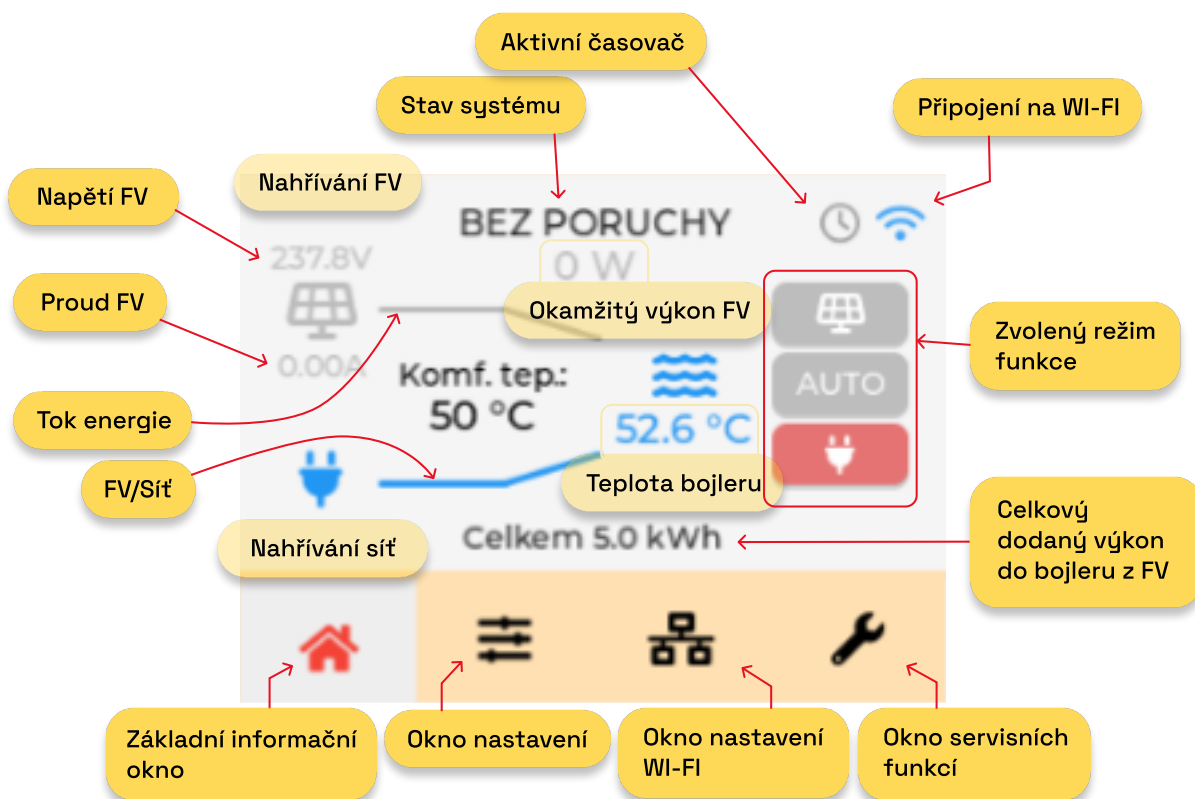 Aktivní časovač
Stav systému
Připojení na WI-FI
Nahřívání FV
Napětí FV
BEZ PORUCHY
237.8V
0 W
Proud FV
Okamžitý výkon FV
Zvolený režim
funkce
0.00A
Komf. tep.:
50 °C
AUTO
Tok energie
52.6 °C
FV/Síť
Teplota bojleru
Celkový
dodaný výkon
do bojleru z FV
Nahřívání síť
Celkem 5.0 kWh
Základní informační
okno
Okno nastavení
Okno nastavení
WI-FI
Okno servisních
funkcí